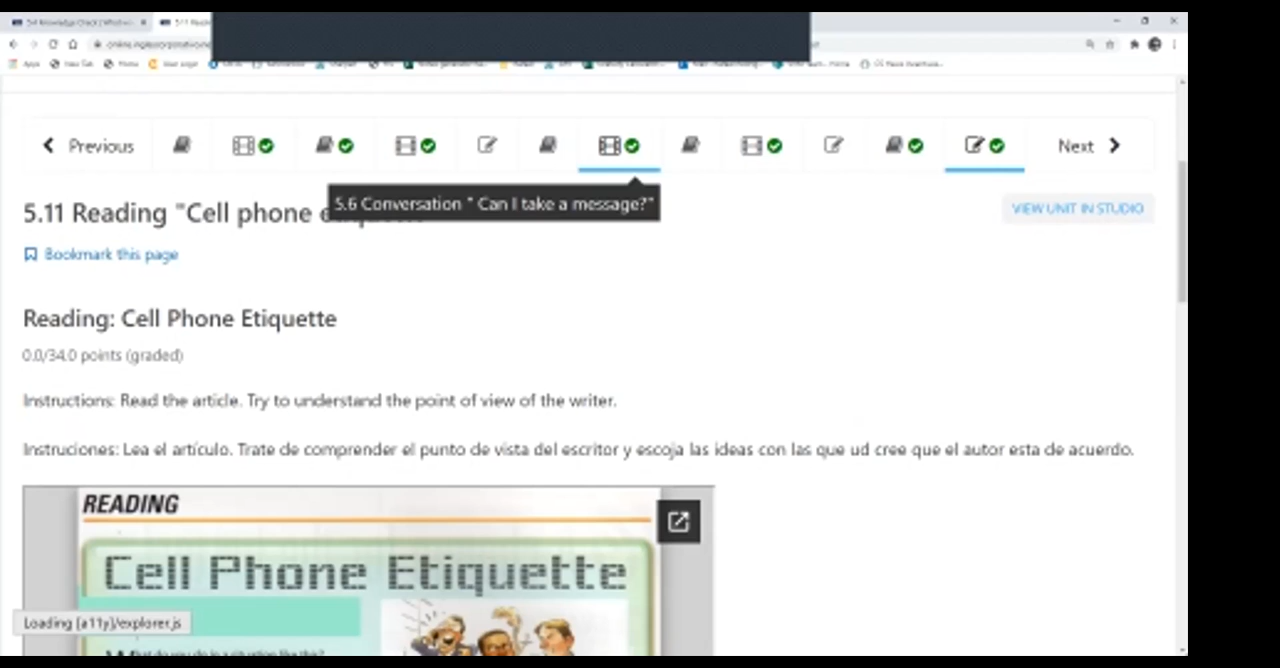 Previous
Next
5.6 Conversation " Can I take a message?"
5.11 Reading "Cell phone
VIEW UNIT IN STUDIO
Bookmark this page
Reading: Cell Phone Etiquette
0.0/34.0 points (graded)
Instructions: Read the article. Try to understand the point of view of the writer.
Instruciones: Lea el artículo. Trate de comprender el punto de vista del escritor y escoja las ideas con las que ud cree que el autor esta de acuerdo.
READING
Cell Phone Etiquette
Loading [a11y]/explorer.js